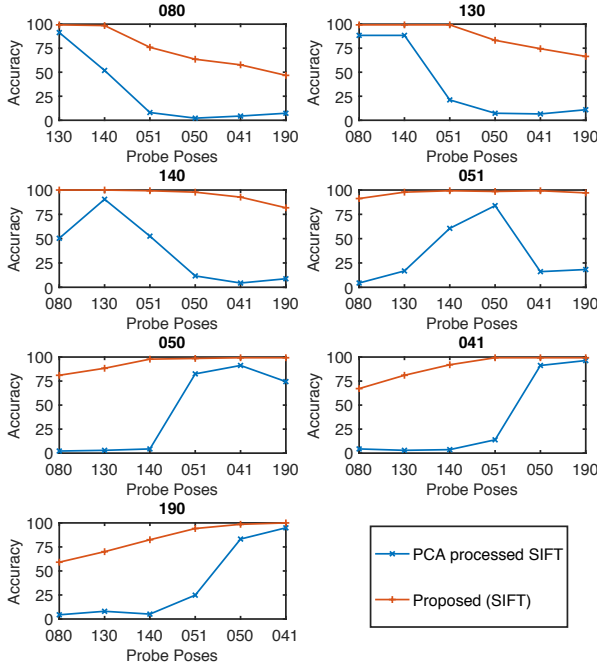 080
Accuracy
100
75
50
25
0
130 140 051 050 041 190
Probe Poses
130
Accuracy
100
75
50
25
0
080 140 051 050 041 190
Probe Poses
140
Accuracy
100
75
50
25
0
080 130 051 050 041 190
Probe Poses
051
Accuracy
100
75
50
25
0
080 130 140 050 041 190
Probe Poses
050
Accuracy
100
75
50
25
0
080 130 140 051 041 190
Probe Poses
041
Accuracy
100
75
50
25
0
080 130 140 051 050 190
Probe Poses
190
Accuracy
100
75
50
25
0
080 130 140 051 050 041
Probe Poses
PCA processed SIFT
Proposed (SIFT)